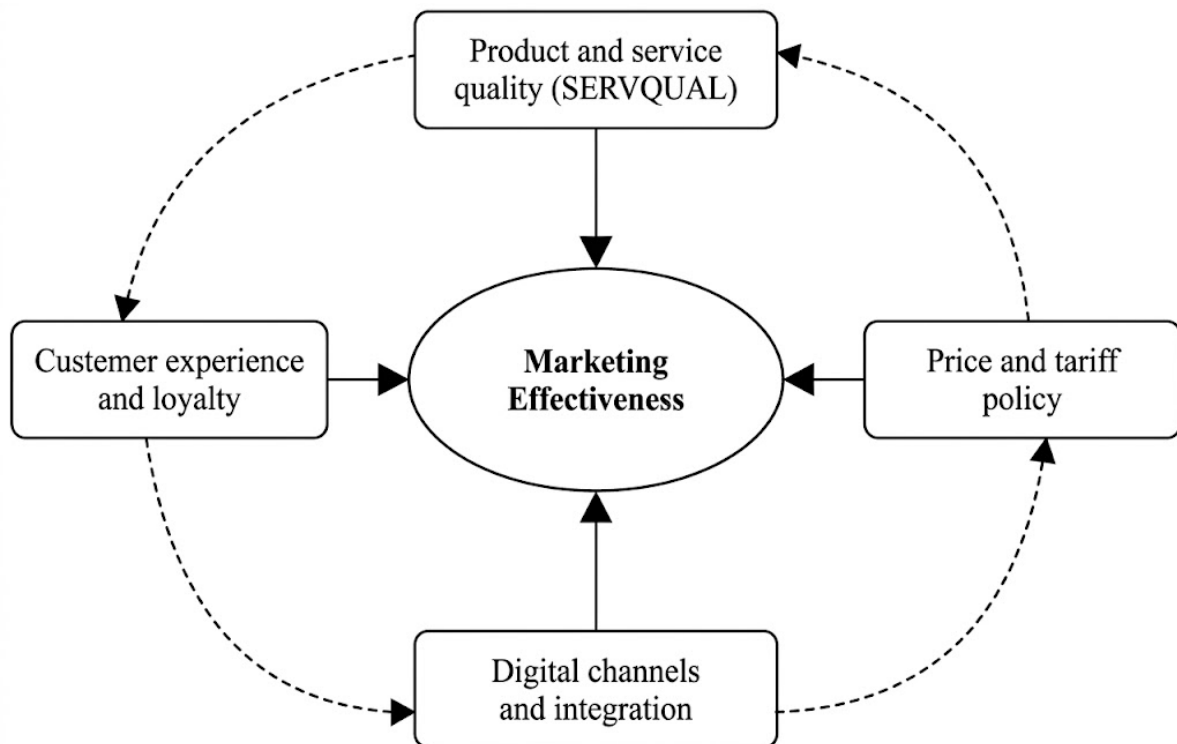 Product and service
quality (SERVQUAL)
Custemer experience
and loyalty
Marketing
Effectiveness
Price and tariff
policy
Digital channels
and integration